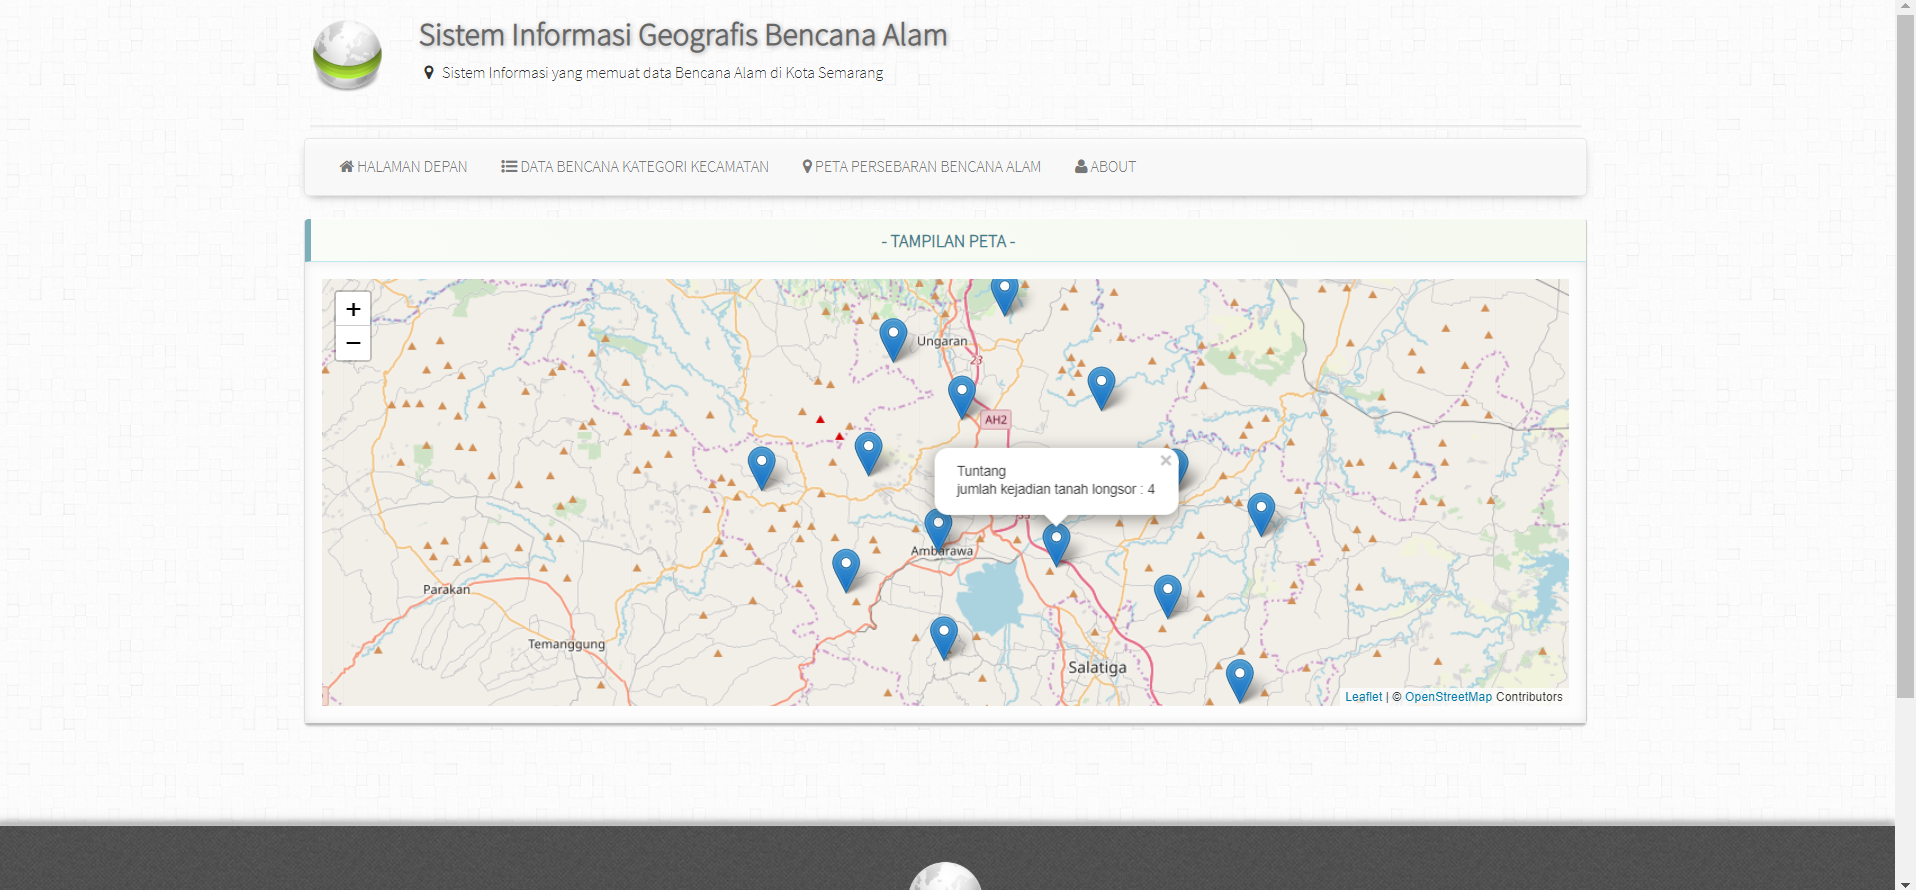 Sistem Informasi Geografis Bencana Alam
Sistem Informasi yang memuat data Bencana Alam di Kota Semarang
HALAMAN DEPAN
DATA BENCANA KATEGORI KECAMATAN
PETA PERSEBARAN BENCANA ALAM
ABOUT
- TAMPILAN PETA -
+
−
Ungaran
23
AH2
Tuntang
jumlah kejadian tanah longsor : 4
×
Ambarawa
Parakan
Temanggung
Salatiga
Leaflet | © OpenStreetMap Contributors